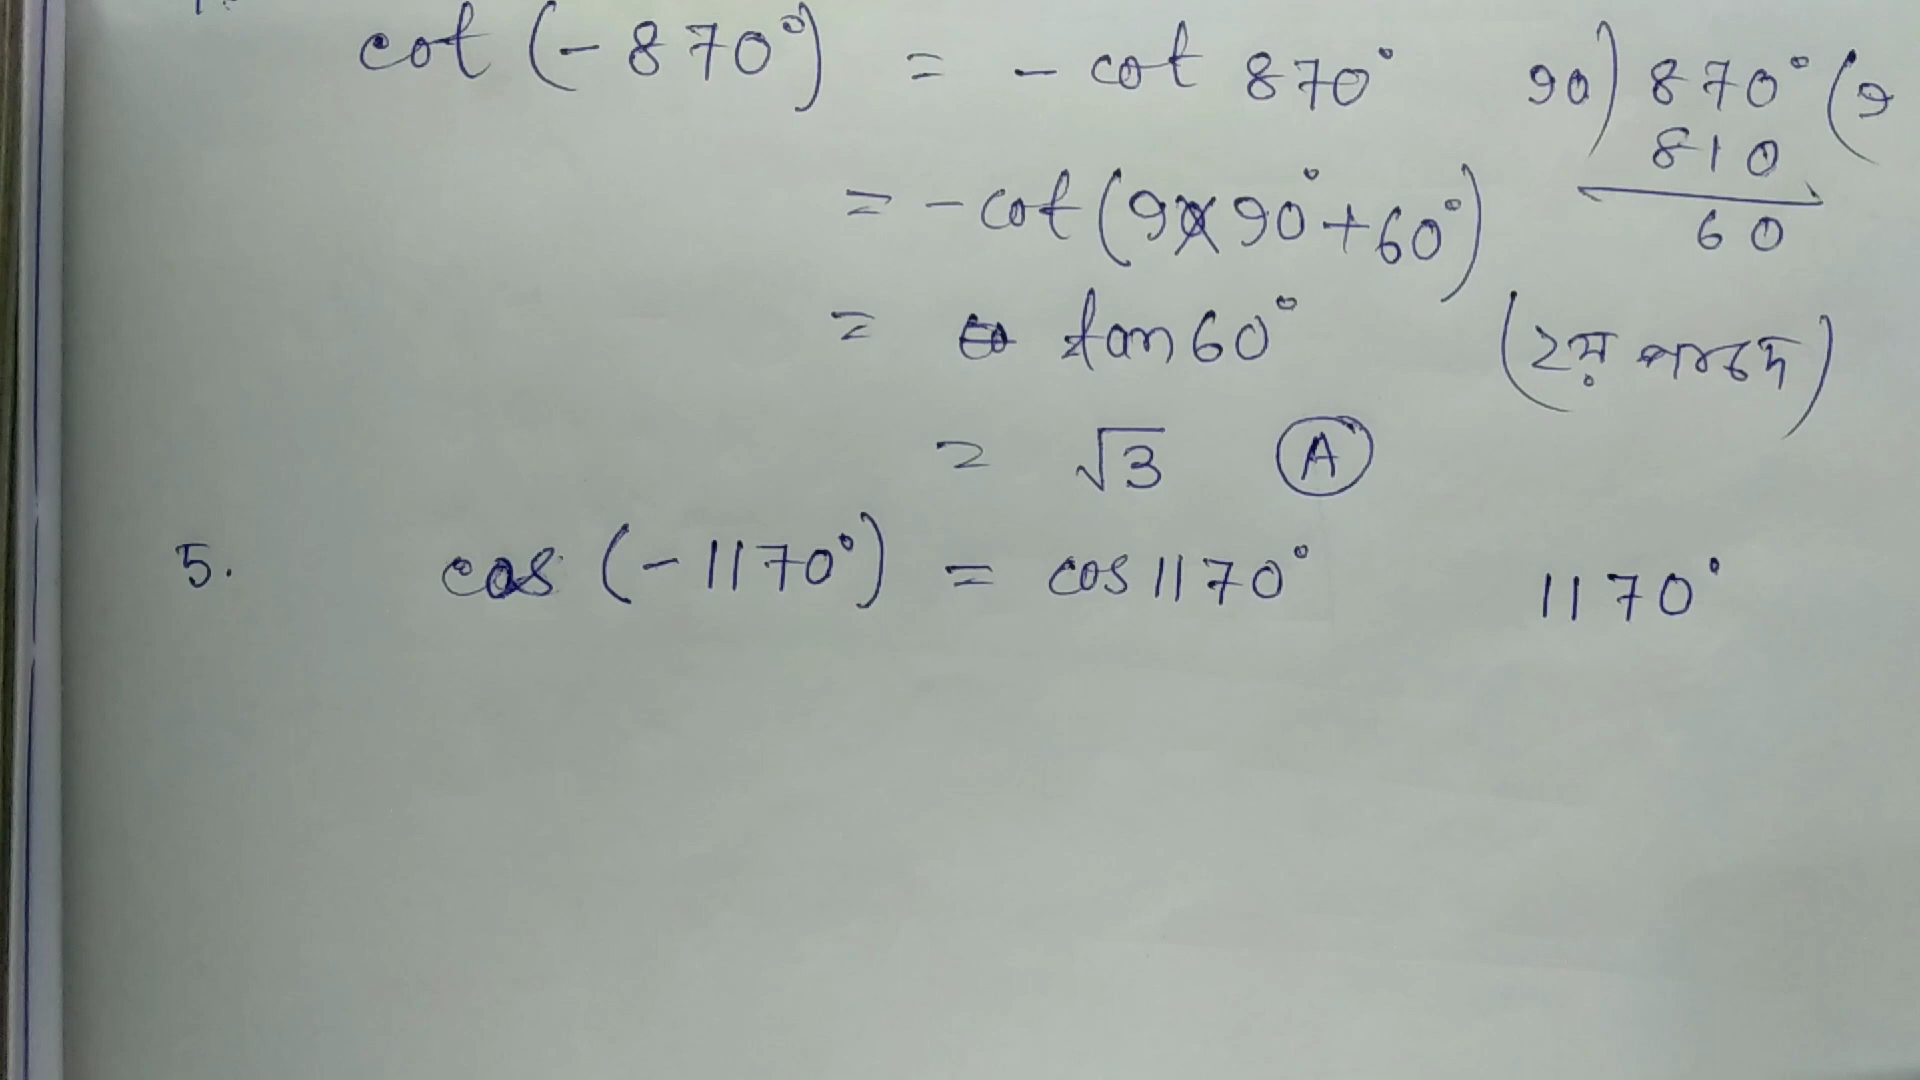 cot (-870°) = - cot 870°
90) 870° (9
810
60
= - cot (9×90°+60°)
= tan 60° (২য় পাদে)
= √3 Ⓐ
5. cos (-1170°) = cos 1170° 1170°